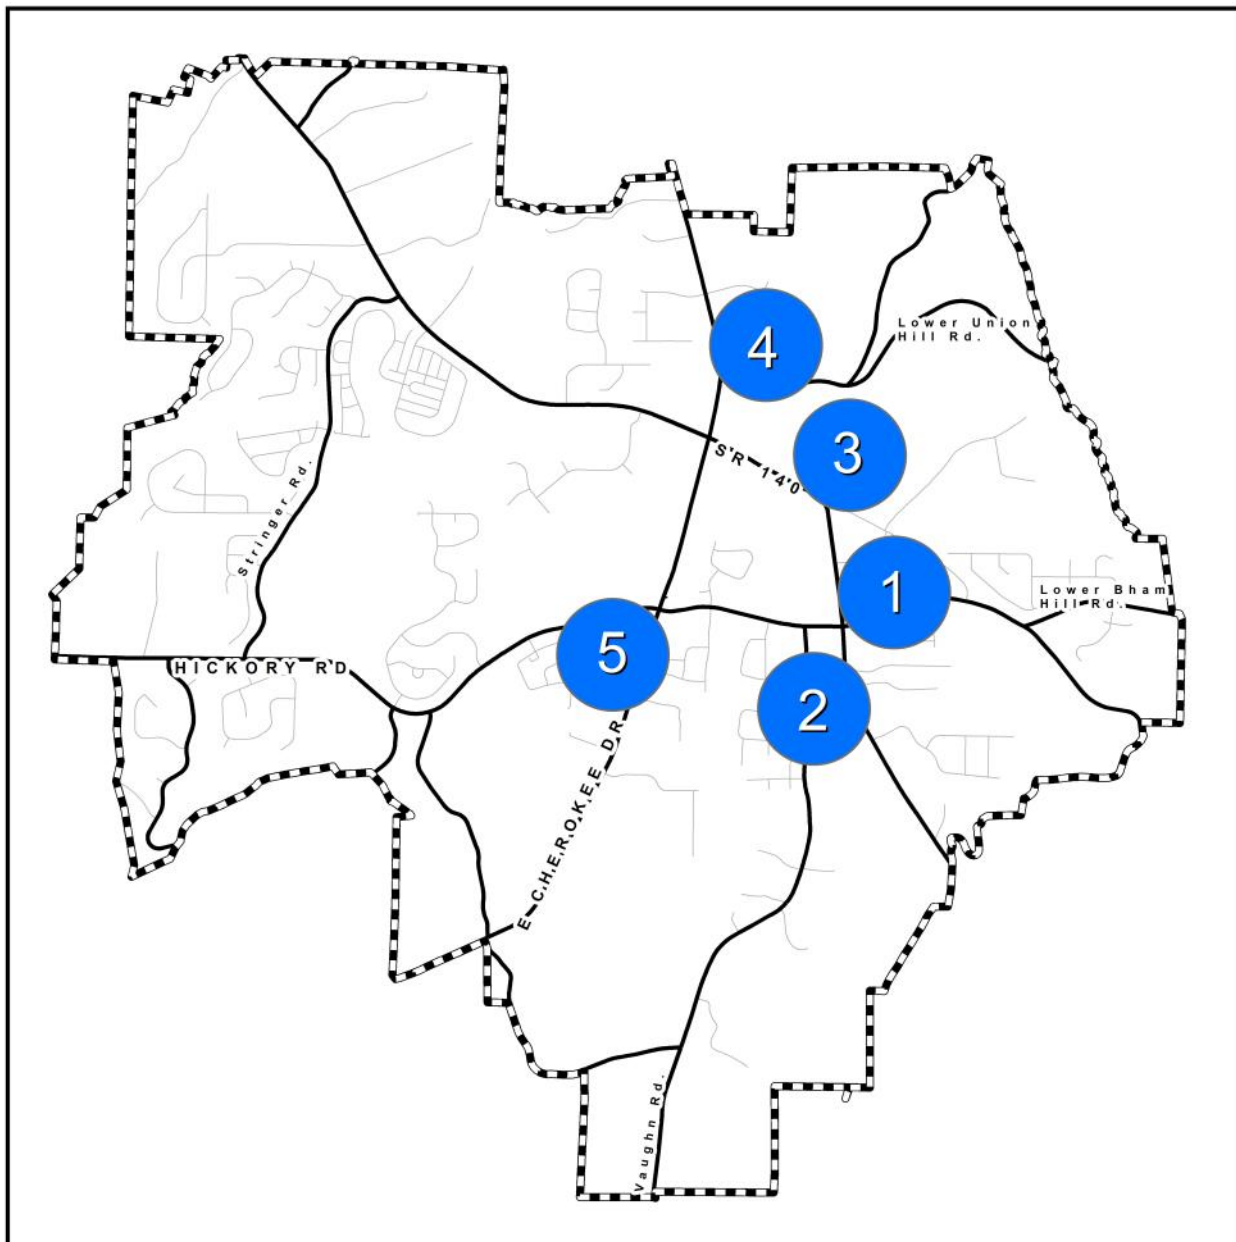 Lower Union
Hill Rd.
4
3
SR 140
Stringer Rd.
1
Lower Bham
Hill Rd.
5
HICKORY RD
2
E CHEROKEE DR
Vaughn Rd.